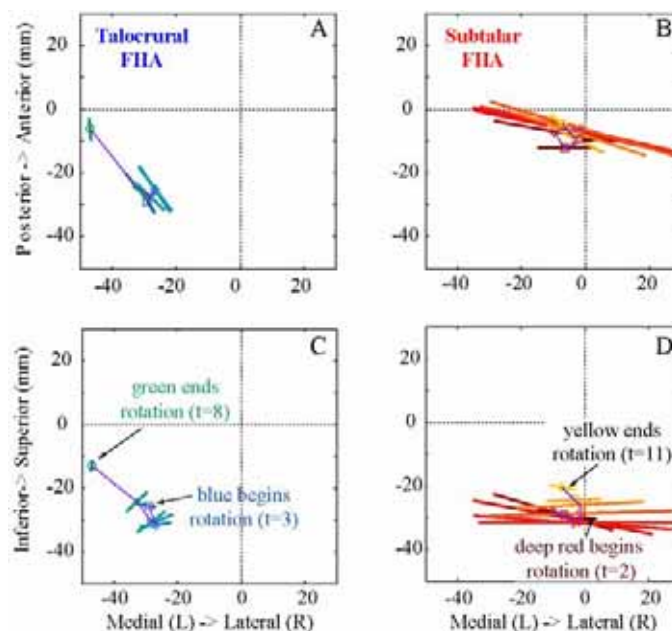 A
B
Talocrural
FHA
Subtalar
FHA
20
0
-20
-40
Posterior -> Anterior (mm)
-40 -20 0
20
0
-20
-40
-40 -20 0 20
C
D
20
0
-20
-40
Inferior-> Superior (mm)
green ends
rotation (t=8)
blue begins
rotation (t=3)
-40 -20 0
Medial (L) -> Lateral (R)
20
0
-20
-40
yellow ends
rotation (t=11)
deep red begins
rotation (t=2)
-40 -20 0 20
Medial (L) -> Lateral (R)